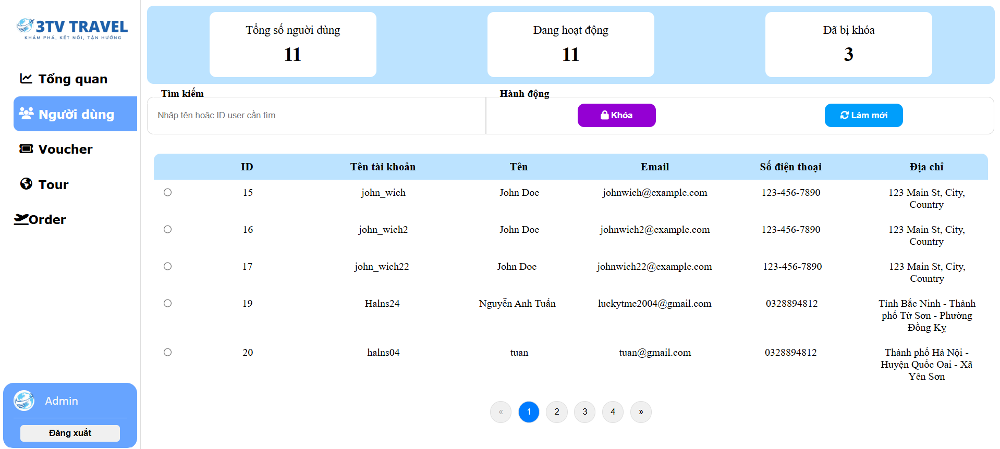 3TV TRAVEL
KHÁM PHÁ, KẾT NỐI, TẬN HƯỞNG
Tổng quan
Người dùng
Voucher
Tour
Order
Admin
Đăng xuất
Tổng số người dùng
11
Đang hoạt động
11
Đã bị khóa
3
Tìm kiếm
Nhập tên hoặc ID user cần tìm
Hành động
Khóa
Làm mới
ID Tên tài khoản Tên Email Số điện thoại Địa chỉ
15 john_wich John Doe johnwich@example.com 123-456-7890 123 Main St, City,
Country
16 john_wich2 John Doe johnwich2@example.com 123-456-7890 123 Main St, City,
Country
17 john_wich22 John Doe johnwich22@example.com 123-456-7890 123 Main St, City,
Country
19 Halns24 Nguyễn Anh Tuấn luckytme2004@gmail.com 0328894812 Tỉnh Bắc Ninh - Thành
phố Từ Sơn - Phường
Đồng Kỵ
20 halns04 tuan tuan@gmail.com 0328894812 Thành phố Hà Nội -
Huyện Quốc Oai - Xã
Yên Sơn
« 1 2 3 4 »